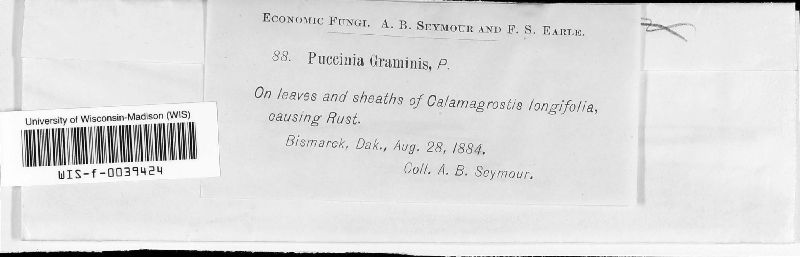 ECONOMIC FUNGI. A. B. SEYMOUR AND F. S. EARLE.
88. Puccinia Graminis, P.
On leaves and sheaths of Calamagrostis longifolia,
causing Rust.
Bismarck, Dak., Aug. 28, 1884.
Coll. A. B. Seymour.
University of Wisconsin-Madison (WIS)
WIS-f-0039424